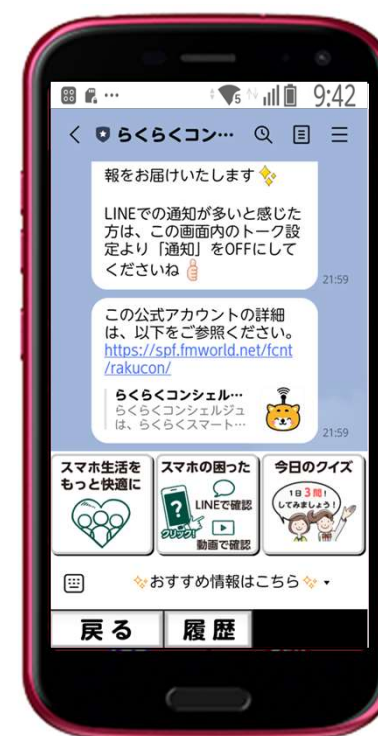 9:42
らくらくコン…
報をお届けいたします✨
LINEでの通知が多いと感じた
方は、この画面内のトーク設
定より「通知」をOFFにして
くださいね
21:59
この公式アカウントの詳細
は、以下をご参照ください。
https://spf.fmworld.net/fcnt
/rakucon/
らくらくコンシェル…
らくらくコンシェルジュ
は、らくらくスマート…
21:59
スマホ生活を
もっと快適に
スマホの困った
?
LINEで確認
クリック!
動画で確認
今日のクイズ
1日3問!
してみましょう!
✨おすすめ情報はこちら✨ ▾
戻る
履歴